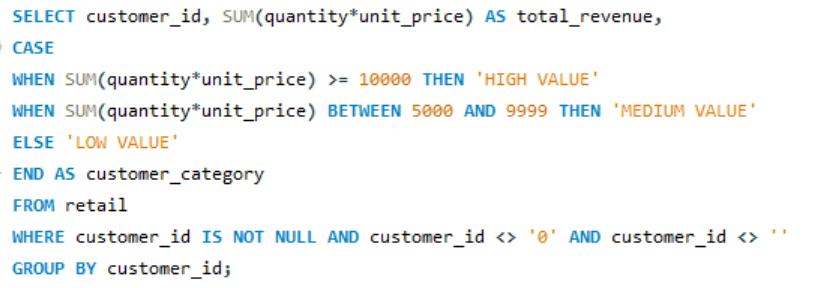 SELECT customer_id, SUM(quantity*unit_price) AS total_revenue,
CASE
WHEN SUM(quantity*unit_price) >= 10000 THEN 'HIGH VALUE'
WHEN SUM(quantity*unit_price) BETWEEN 5000 AND 9999 THEN 'MEDIUM VALUE'
ELSE 'LOW VALUE'
END AS customer_category
FROM retail
WHERE customer_id IS NOT NULL AND customer_id <> '0' AND customer_id <> ''
GROUP BY customer_id;